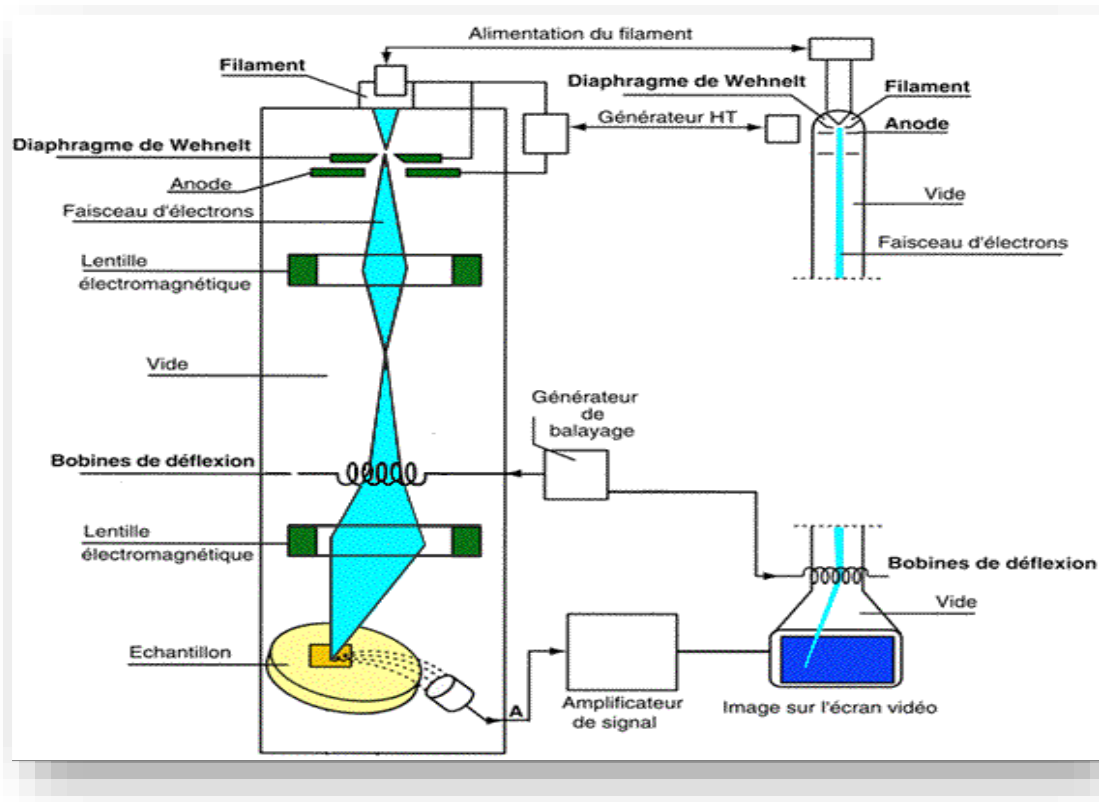 Alimentation du filament
Filament
Diaphragme de Wehnelt
Filament
Générateur HT
Anode
Diaphragme de Wehnelt
Anode
Vide
Faisceau d'électrons
Faisceau d'électrons
Lentille
électromagnétique
Vide
Générateur
de
balayage
Bobines de déflexion
Lentille
électromagnétique
Bobines de déflexion
Vide
Echantillon
A
Amplificateur
de signal
Image sur l'écran vidéo